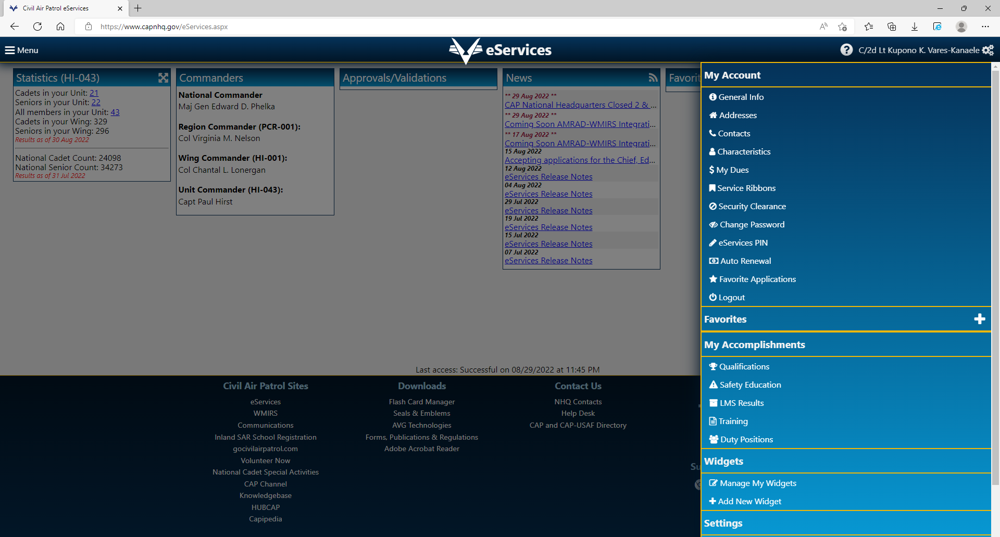 Civil Air Patrol eServices
https://www.capnhq.gov/eServices.aspx
Menu
eServices
C/2d Lt Kupono K. Vares-Kanaele
Statistics (HI-043)
Cadets in your Unit: 21
Seniors in your Unit: 22
All members in your Unit: 43
Cadets in your Wing: 329
Seniors in your Wing: 296
Results as of 30 Aug 2022
National Cadet Count: 24098
National Senior Count: 34273
Results as of 31 Jul 2022
Commanders
National Commander
Maj Gen Edward D. Phelka
Region Commander (PCR-001):
Col Virginia M. Nelson
Wing Commander (HI-001):
Col Chantal L. Lonergan
Unit Commander (HI-043):
Capt Paul Hirst
Approvals/Validations
News
** 29 Aug 2022 **
CAP National Headquarters Closed 2 & ...
** 29 Aug 2022 **
Coming Soon AMRAD-WMIRS Integrati...
** 17 Aug 2022 **
Coming Soon AMRAD-WMIRS Integrati...
15 Aug 2022
Accepting applications for the Chief, Ed...
12 Aug 2022
eServices Release Notes
04 Aug 2022
eServices Release Notes
29 Jul 2022
eServices Release Notes
19 Jul 2022
eServices Release Notes
15 Jul 2022
eServices Release Notes
07 Jul 2022
eServices Release Notes
Favorit
My Account
General Info
Addresses
Contacts
Characteristics
My Dues
Service Ribbons
Security Clearance
Change Password
eServices PIN
Auto Renewal
Favorite Applications
Logout
Favorites
My Accomplishments
Qualifications
Safety Education
LMS Results
Training
Duty Positions
Widgets
Manage My Widgets
Add New Widget
Settings
Last access: Successful on 08/29/2022 at 11:45 PM
Civil Air Patrol Sites
eServices
WMIRS
Communications
Inland SAR School Registration
gocivilairpatrol.com
Volunteer Now
National Cadet Special Activities
CAP Channel
Knowledgebase
HUBCAP
Capipedia
Downloads
Flash Card Manager
Seals & Emblems
AVG Technologies
Forms, Publications & Regulations
Adobe Acrobat Reader
Contact Us
NHQ Contacts
Help Desk
CAP and CAP-USAF Directory
Su